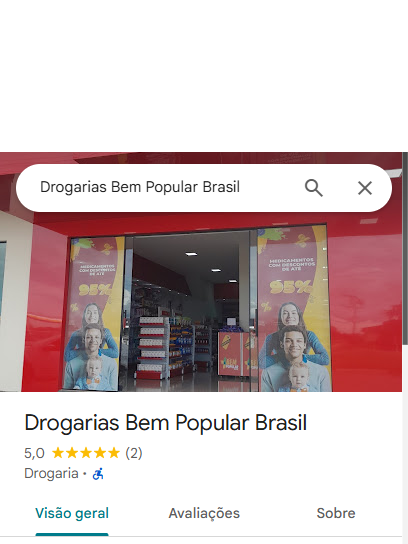 Drogarias Bem Popular Brasil
MEDICAMENTOS
COM DESCONTOS
DE ATÉ
95%
MEDICAMENTOS
COM DESCONTOS
DE ATÉ
95%
BEM
Drogarias Bem Popular Brasil
5,0 ★★★★★ (2)
Drogaria ·
Visão geral
Avaliações
Sobre